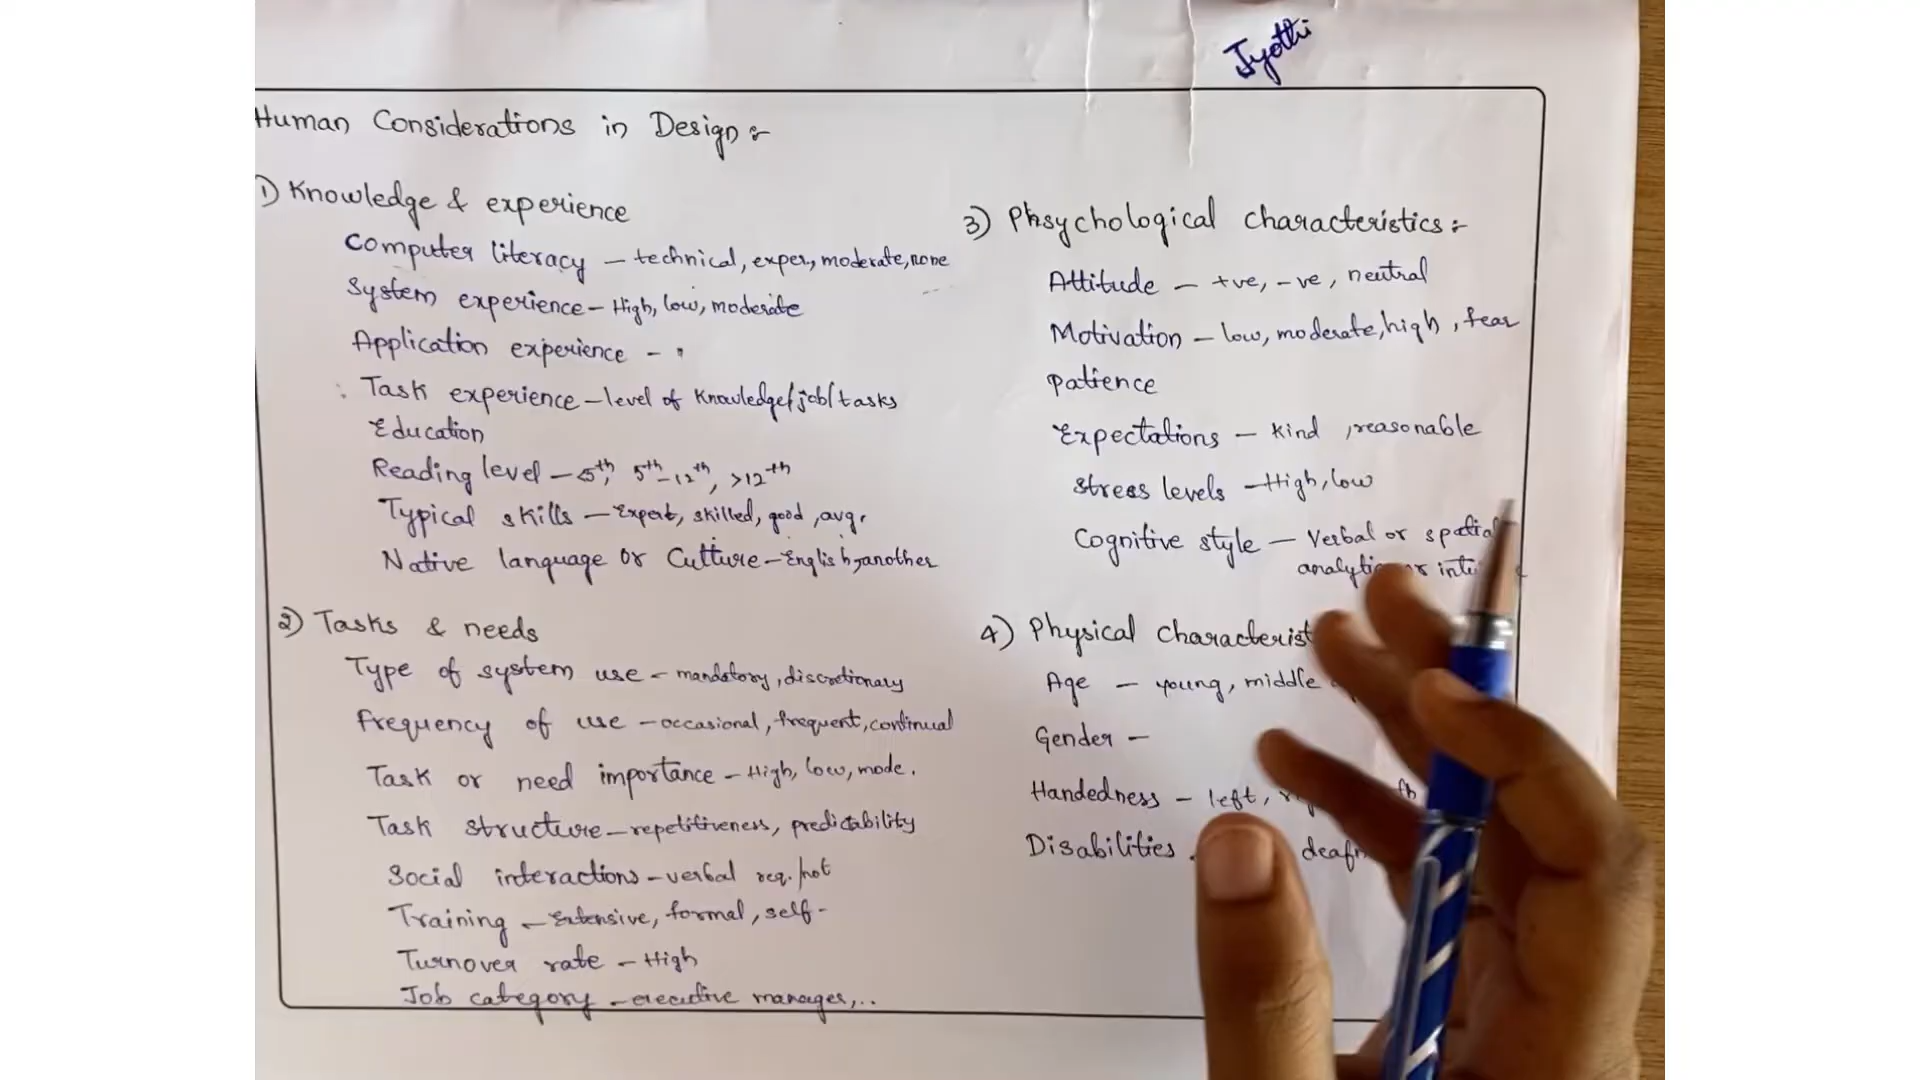 Jyothi
Human Considerations in Design :-
1) Knowledge & experience
Computer literacy - technical, exper, moderate, none
System experience - High, low, moderate
Application experience - "
Task experience - level of Knowledge/job/tasks
Education
Reading level - <5th, 5th-12th, >12th
Typical skills - Expert, skilled, good, avg.
Native language or Culture - English, another
2) Tasks & needs
Type of system use - mandatory, discretionary
Frequency of use - occasional, frequent, continual
Task or need importance - High, low, mode.
Task structure - repetitiveness, predictability
Social interactions - verbal req./not
Training - Extensive, formal, self-
Turnover rate - High
Job category - executive manager,..
3) Phsychological characteristics :-
Attitude - +ve, -ve, neutral
Motivation - low, moderate, high, fear
patience
Expectations - kind, reasonable
stress levels - High, low
Cognitive style - Verbal or spatial
or
4) Physical
Age - young, middle
Gender -
Handedness - left,
Disabilities